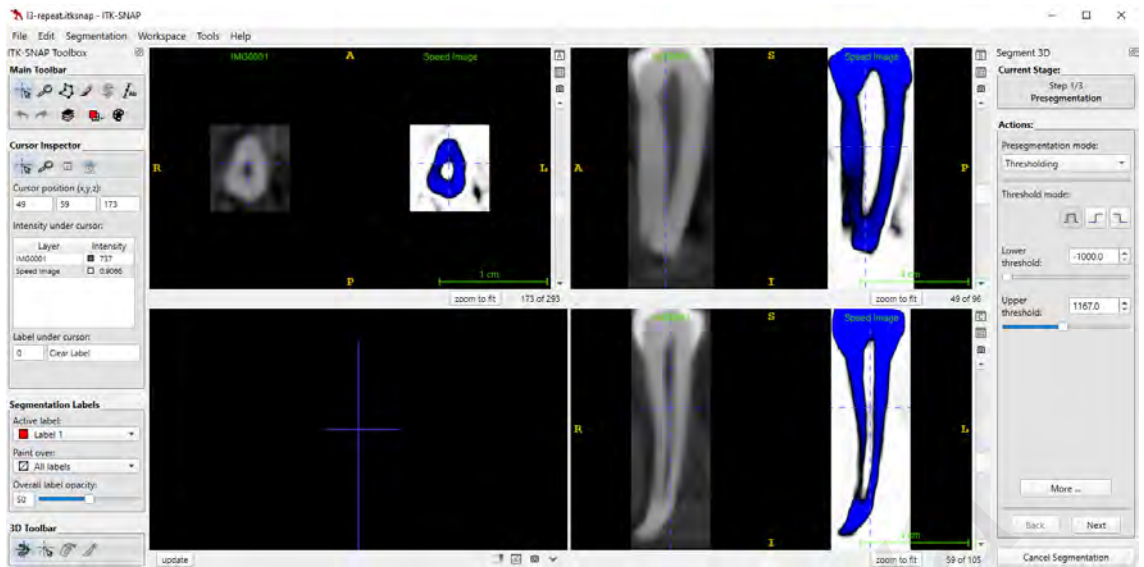 i3-repeat.itksnap - ITK-SNAP
File Edit Segmentation Workspace Tools Help
ITK-SNAP Toolbox
Main Toolbar
Cursor Inspector
Cursor position (x,y,z):
49 59 173
Intensity under cursor:
Layer Intensity
IMG0001 737
Speed Image 0.9066
Label under cursor:
0 Clear Label
Segmentation Labels
Active label:
Label 1
Paint over:
All labels
Overall label opacity:
50
3D Toolbar
IMG0001 A Speed Image
R L
P 1 cm
zoom to fit 173 of 293
S Speed Image
A P
I 1 cm
zoom to fit 49 of 96
update
S Speed Image
R L
I
zoom to fit 59 of 105
Segment 3D
Current Stage:
Step 1/3
Presegmentation
Actions:
Presegmentation mode:
Thresholding
Threshold mode:
Lower threshold: -1000.0
Upper threshold: 1167.0
More ...
Back Next
Cancel Segmentation